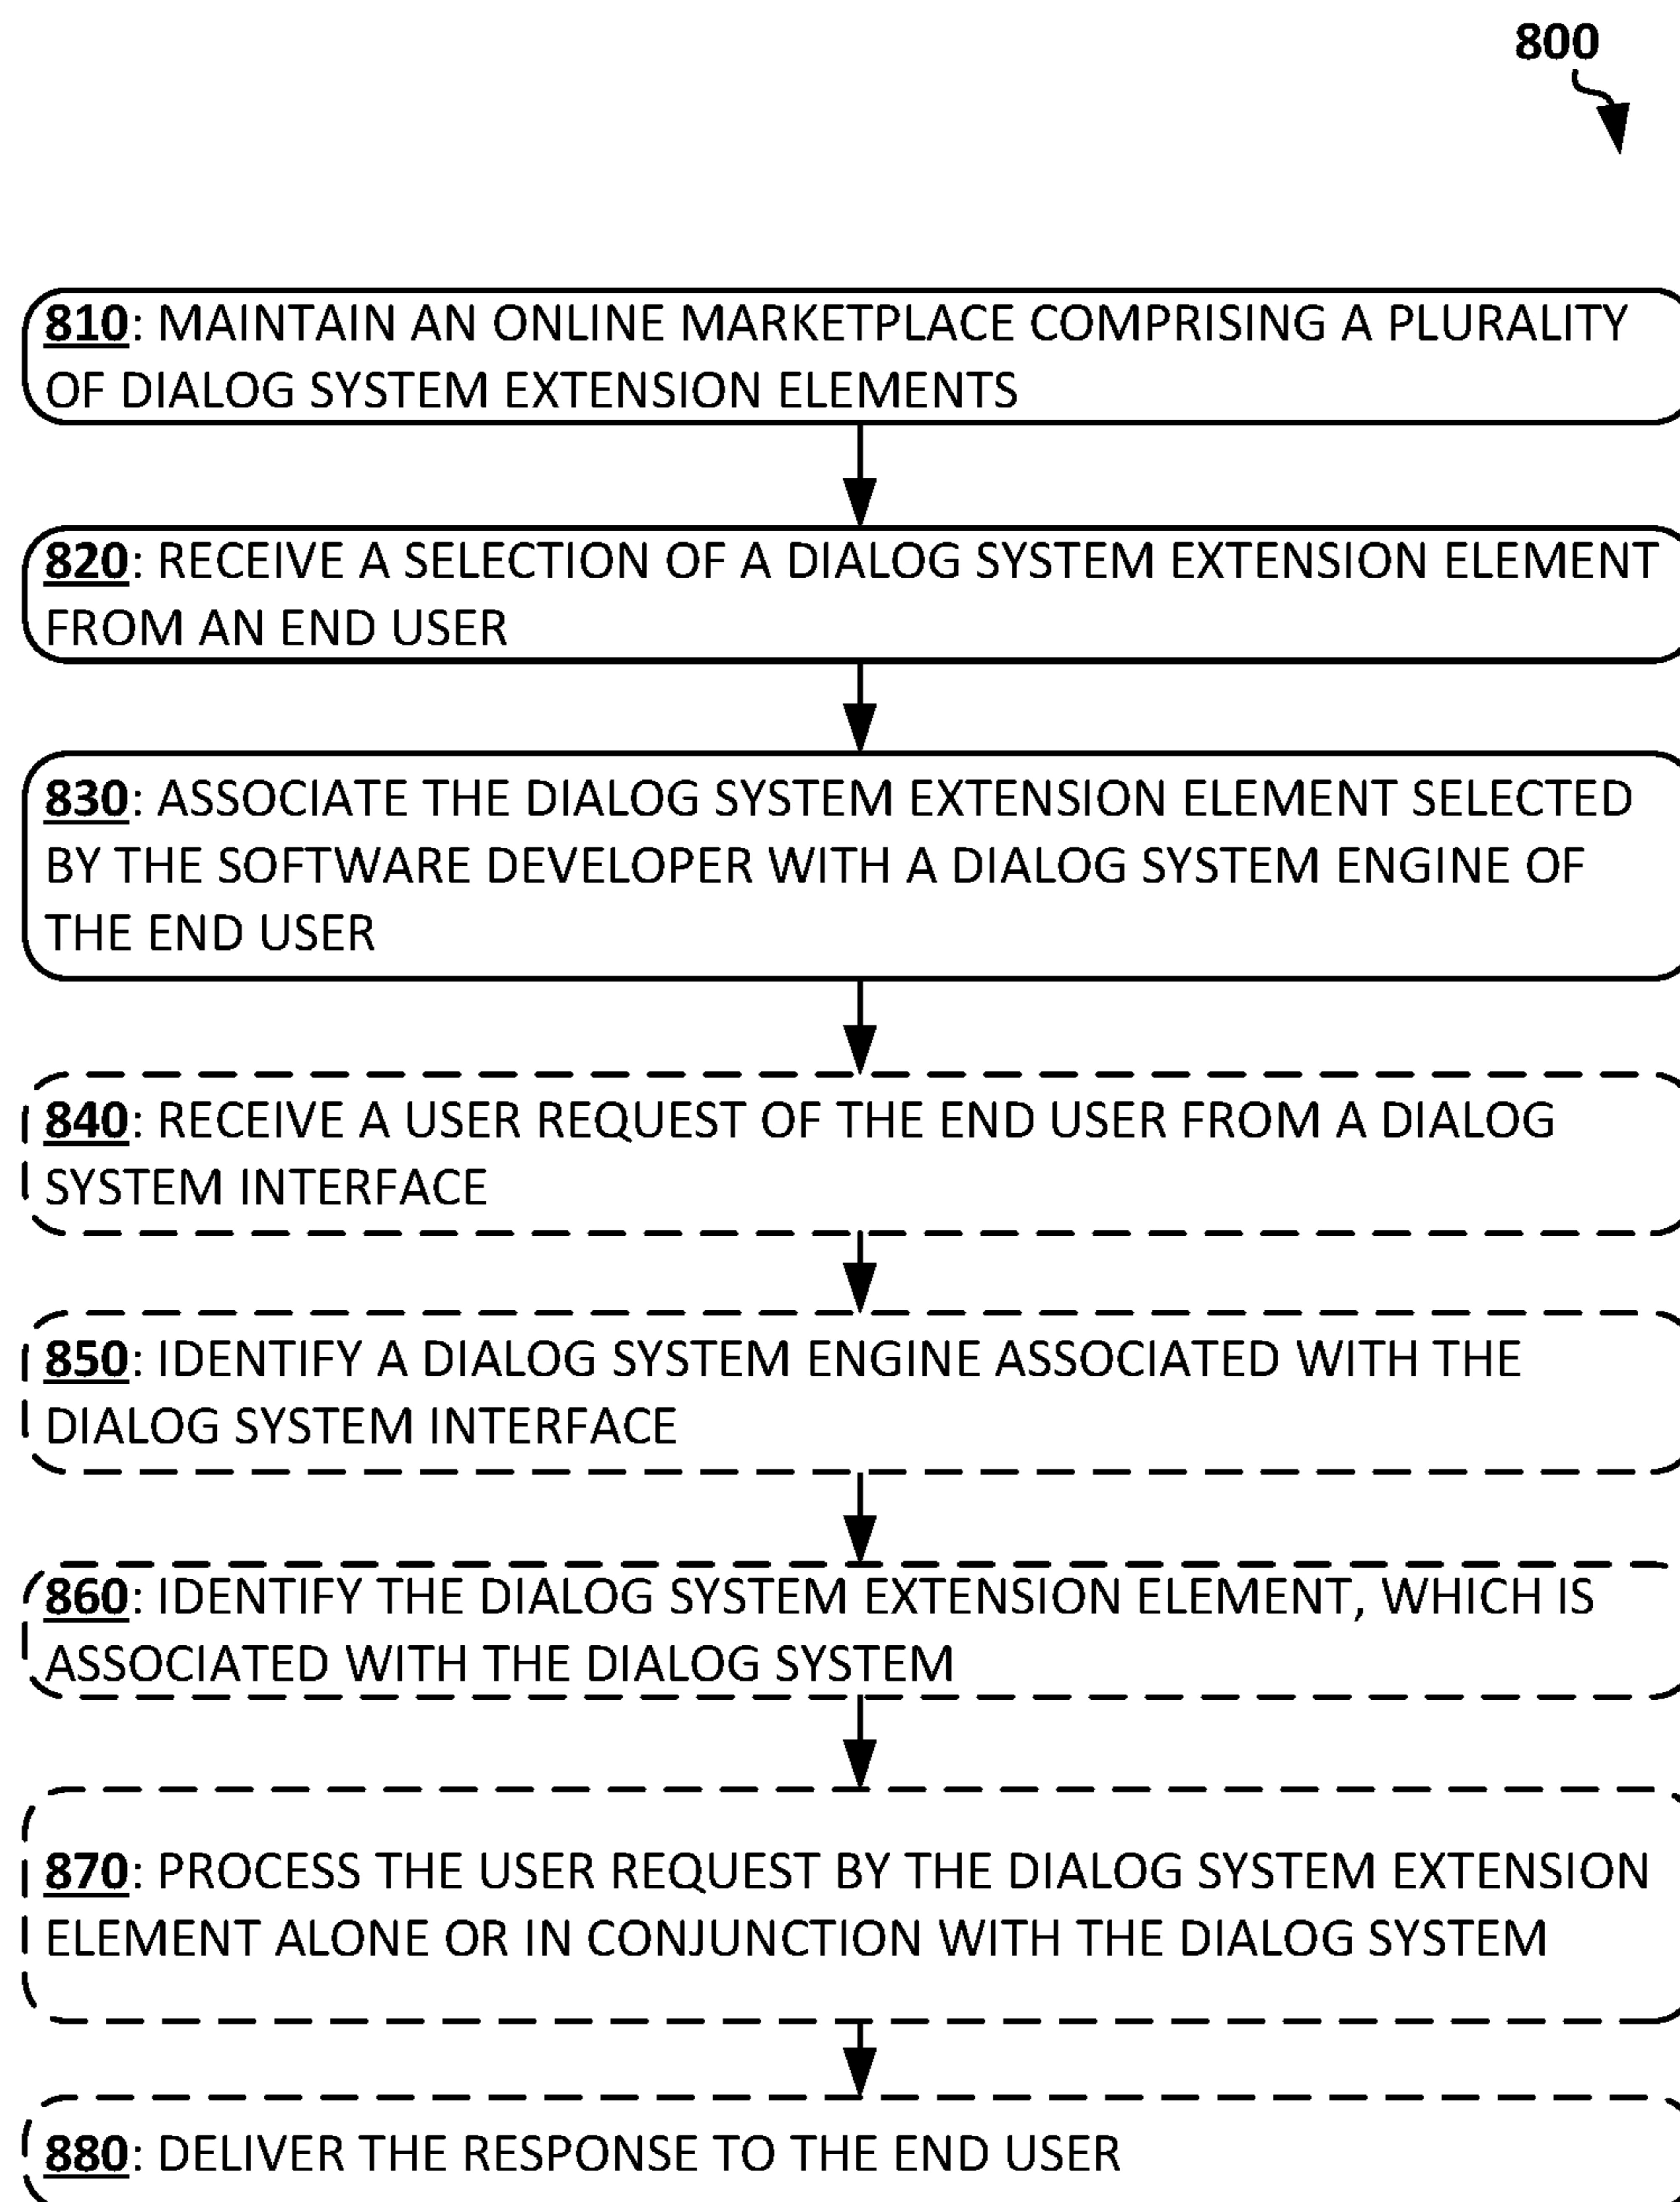 800
810: MAINTAIN AN ONLINE MARKETPLACE COMPRISING A PLURALITY
OF DIALOG SYSTEM EXTENSION ELEMENTS
820: RECEIVE A SELECTION OF A DIALOG SYSTEM EXTENSION ELEMENT
FROM AN END USER
830: ASSOCIATE THE DIALOG SYSTEM EXTENSION ELEMENT SELECTED
BY THE SOFTWARE DEVELOPER WITH A DIALOG SYSTEM ENGINE OF
THE END USER
840: RECEIVE A USER REQUEST OF THE END USER FROM A DIALOG
SYSTEM INTERFACE
850: IDENTIFY A DIALOG SYSTEM ENGINE ASSOCIATED WITH THE
DIALOG SYSTEM INTERFACE
860: IDENTIFY THE DIALOG SYSTEM EXTENSION ELEMENT, WHICH IS
ASSOCIATED WITH THE DIALOG SYSTEM
870: PROCESS THE USER REQUEST BY THE DIALOG SYSTEM EXTENSION
ELEMENT ALONE OR IN CONJUNCTION WITH THE DIALOG SYSTEM
880: DELIVER THE RESPONSE TO THE END USER